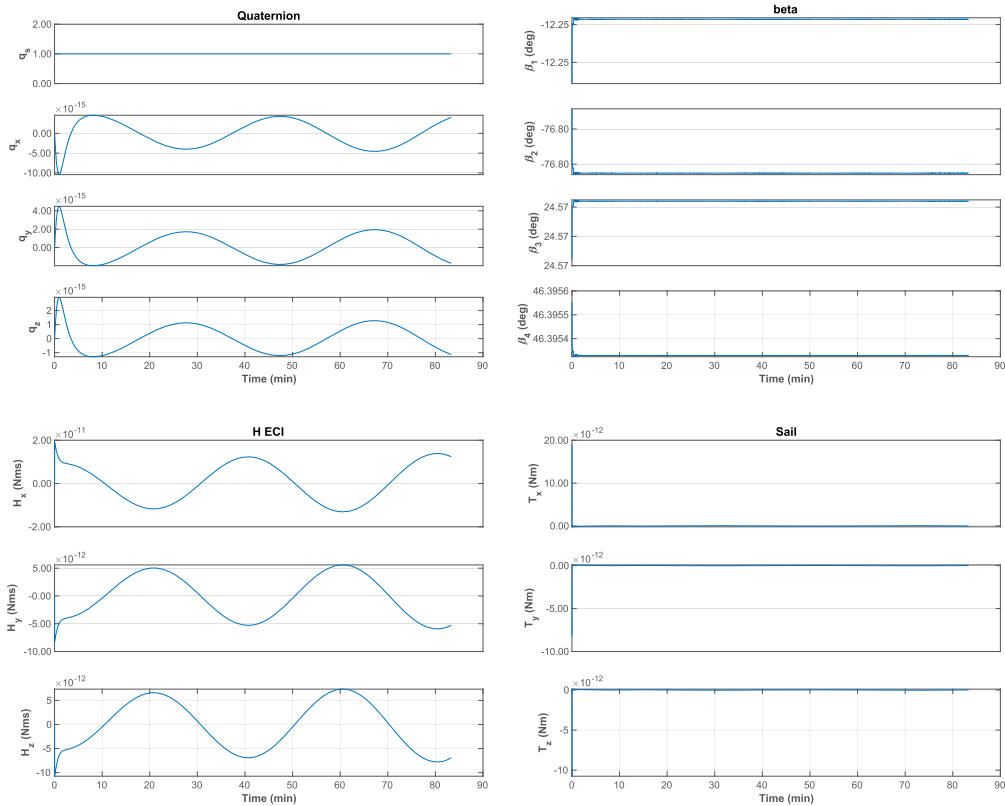 Quaternion
2.00
1.00
0.00
q_s
×10^-15
0.00
-5.00
-10.00
q_x
×10^-15
4.00
2.00
0.00
q_y
×10^-15
2
1
0
-1
q_z
0 10 20 30 40 50 60 70 80 90
Time (min)
beta
-12.25
-12.25
β_1 (deg)
-76.80
-76.80
β_2 (deg)
24.57
24.57
24.57
β_3 (deg)
46.3956
46.3955
46.3954
β_4 (deg)
0 10 20 30 40 50 60 70 80 90
Time (min)
H ECI
×10^-11
2.00
0.00
-2.00
H_x (Nms)
×10^-12
5.00
-0.00
-5.00
-10.00
H_y (Nms)
×10^-12
5
0
-5
-10
H_z (Nms)
0 10 20 30 40 50 60 70 80 90
Time (min)
Sail
×10^-12
20.00
10.00
0.00
T_x (Nm)
×10^-12
0.00
-5.00
-10.00
T_y (Nm)
×10^-12
0
-5
-10
T_z (Nm)
0 10 20 30 40 50 60 70 80 90
Time (min)